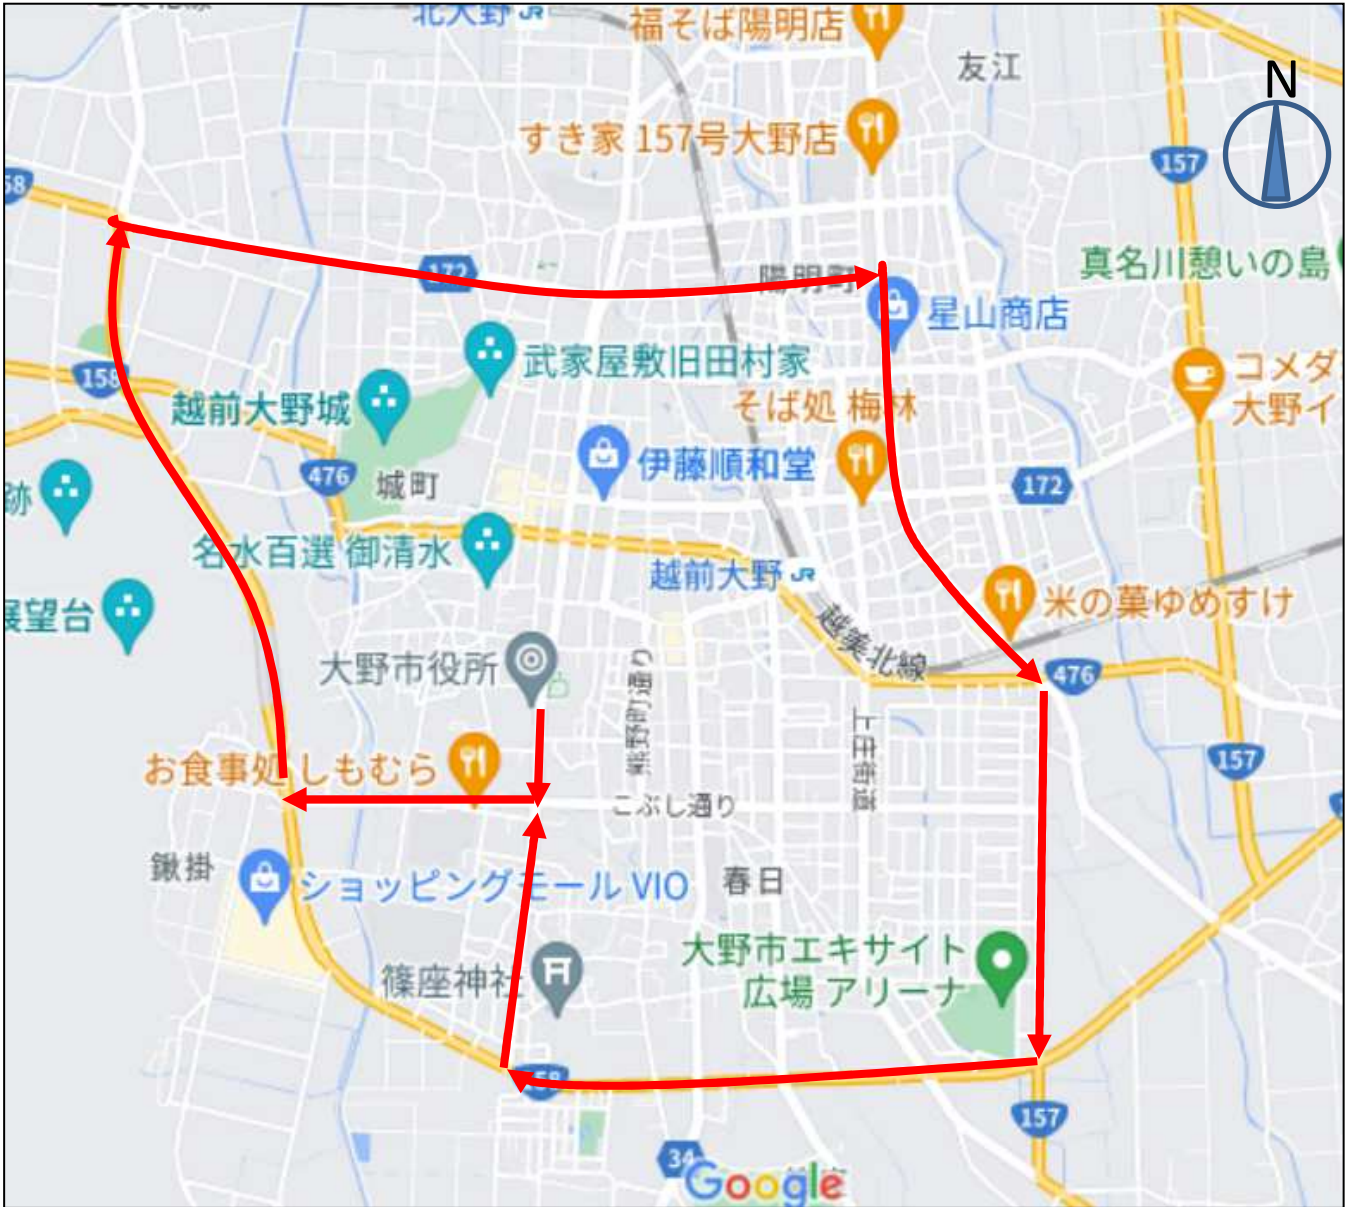 北大野
福そば陽明店
友江
N
すき家 157号大野店
157
58
真名川憩いの島
172
陽明町
星山商店
武家屋敷旧田村家
コメダ
大野イ
158
越前大野城
そば処 梅林
476
城町
伊藤順和堂
172
跡
名水百選 御清水
越前大野
米の菓ゆめすけ
展望台
越美北線
476
大野市役所
熊野町通り
上庄街道
157
お食事処 しもむら
こぶし通り
鍬掛
ショッピングモール VIO
春日
大野市エキサイト
広場 アリーナ
篠座神社
158
157
34
Google